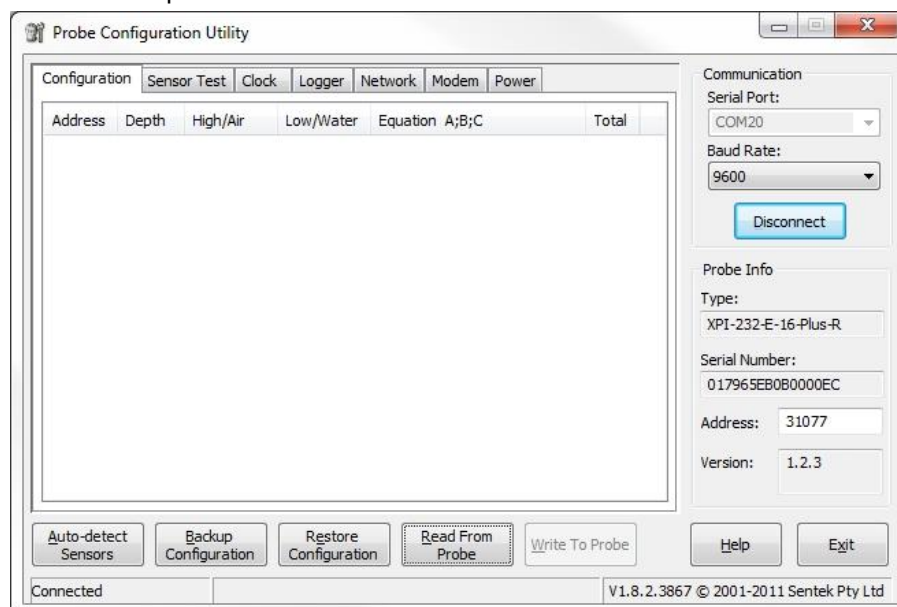 Probe Configuration Utility
Configuration Sensor Test Clock Logger Network Modem Power
Address Depth High/Air Low/Water Equation A;B;C Total
Communication
Serial Port:
COM20
Baud Rate:
9600
Disconnect
Probe Info
Type:
XPI-232-E-16-Plus-R
Serial Number:
017965EB0B0000EC
Address: 31077
Version: 1.2.3
Auto-detect
Sensors
Backup
Configuration
Restore
Configuration
Read From
Probe
Write To Probe
Help
Exit
Connected
V1.8.2.3867 © 2001-2011 Sentek Pty Ltd